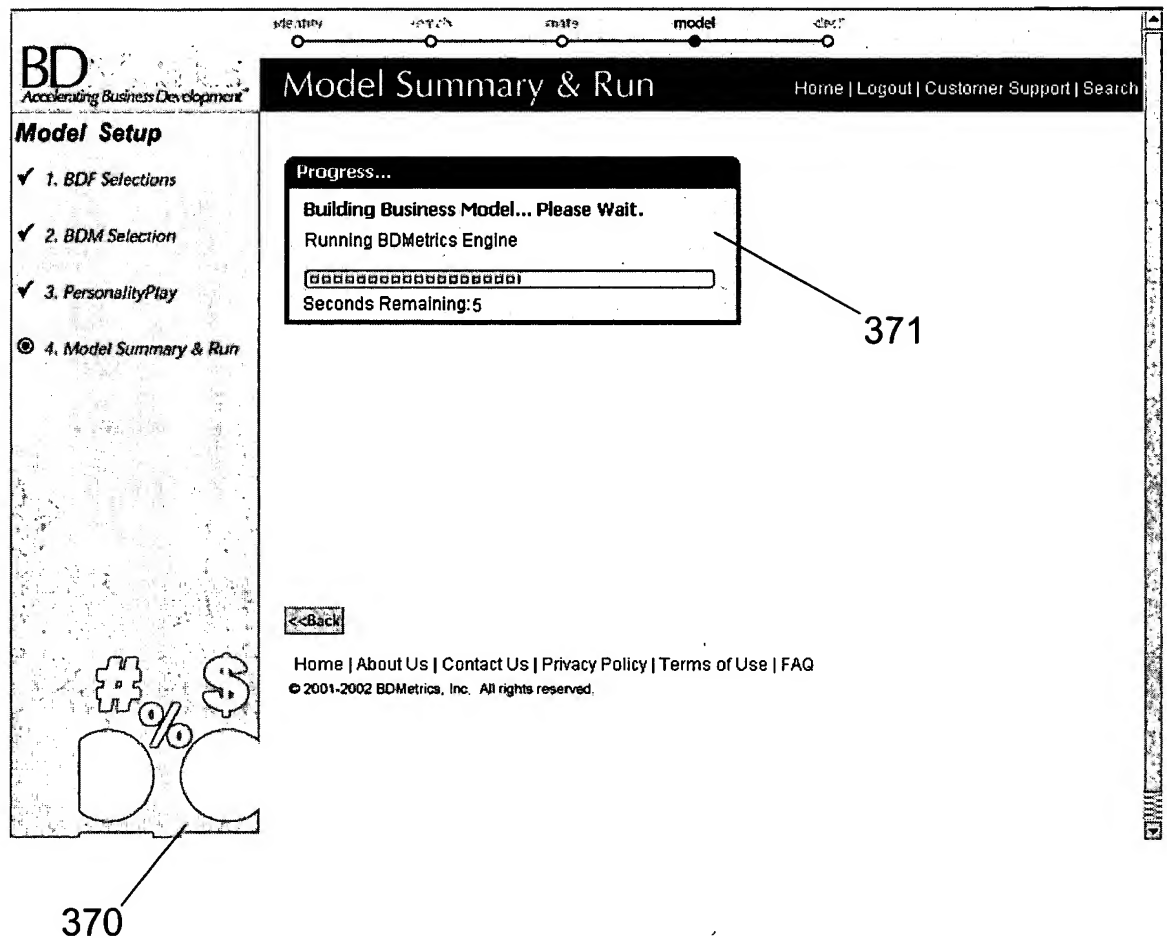 identity
model
BD
Accelerating Business Development
Model Summary & Run
Home | Logout | Customer Support | Search
Model Setup
✓ 1. BDF Selections
✓ 2. BDM Selection
✓ 3. PersonalityPlay
4. Model Summary & Run
Progress...
Building Business Model... Please Wait.
Running BDMetrics Engine
Seconds Remaining:5
371
<<Back
Home | About Us | Contact Us | Privacy Policy | Terms of Use | FAQ
© 2001-2002 BDMetrics, Inc. All rights reserved.
# % $
370